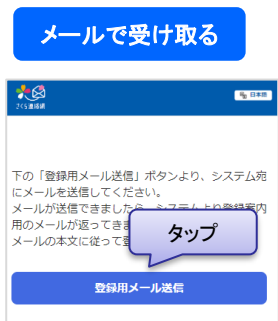 メールで受け取る
さくら連絡網
日本語
下の「登録用メール送信」ボタンより、システム宛
にメールを送信してください。
メールが送信できましたら、システムより登録案内
用のメールが返ってきま
メールの本文に従って登
タップ
登録用メール送信